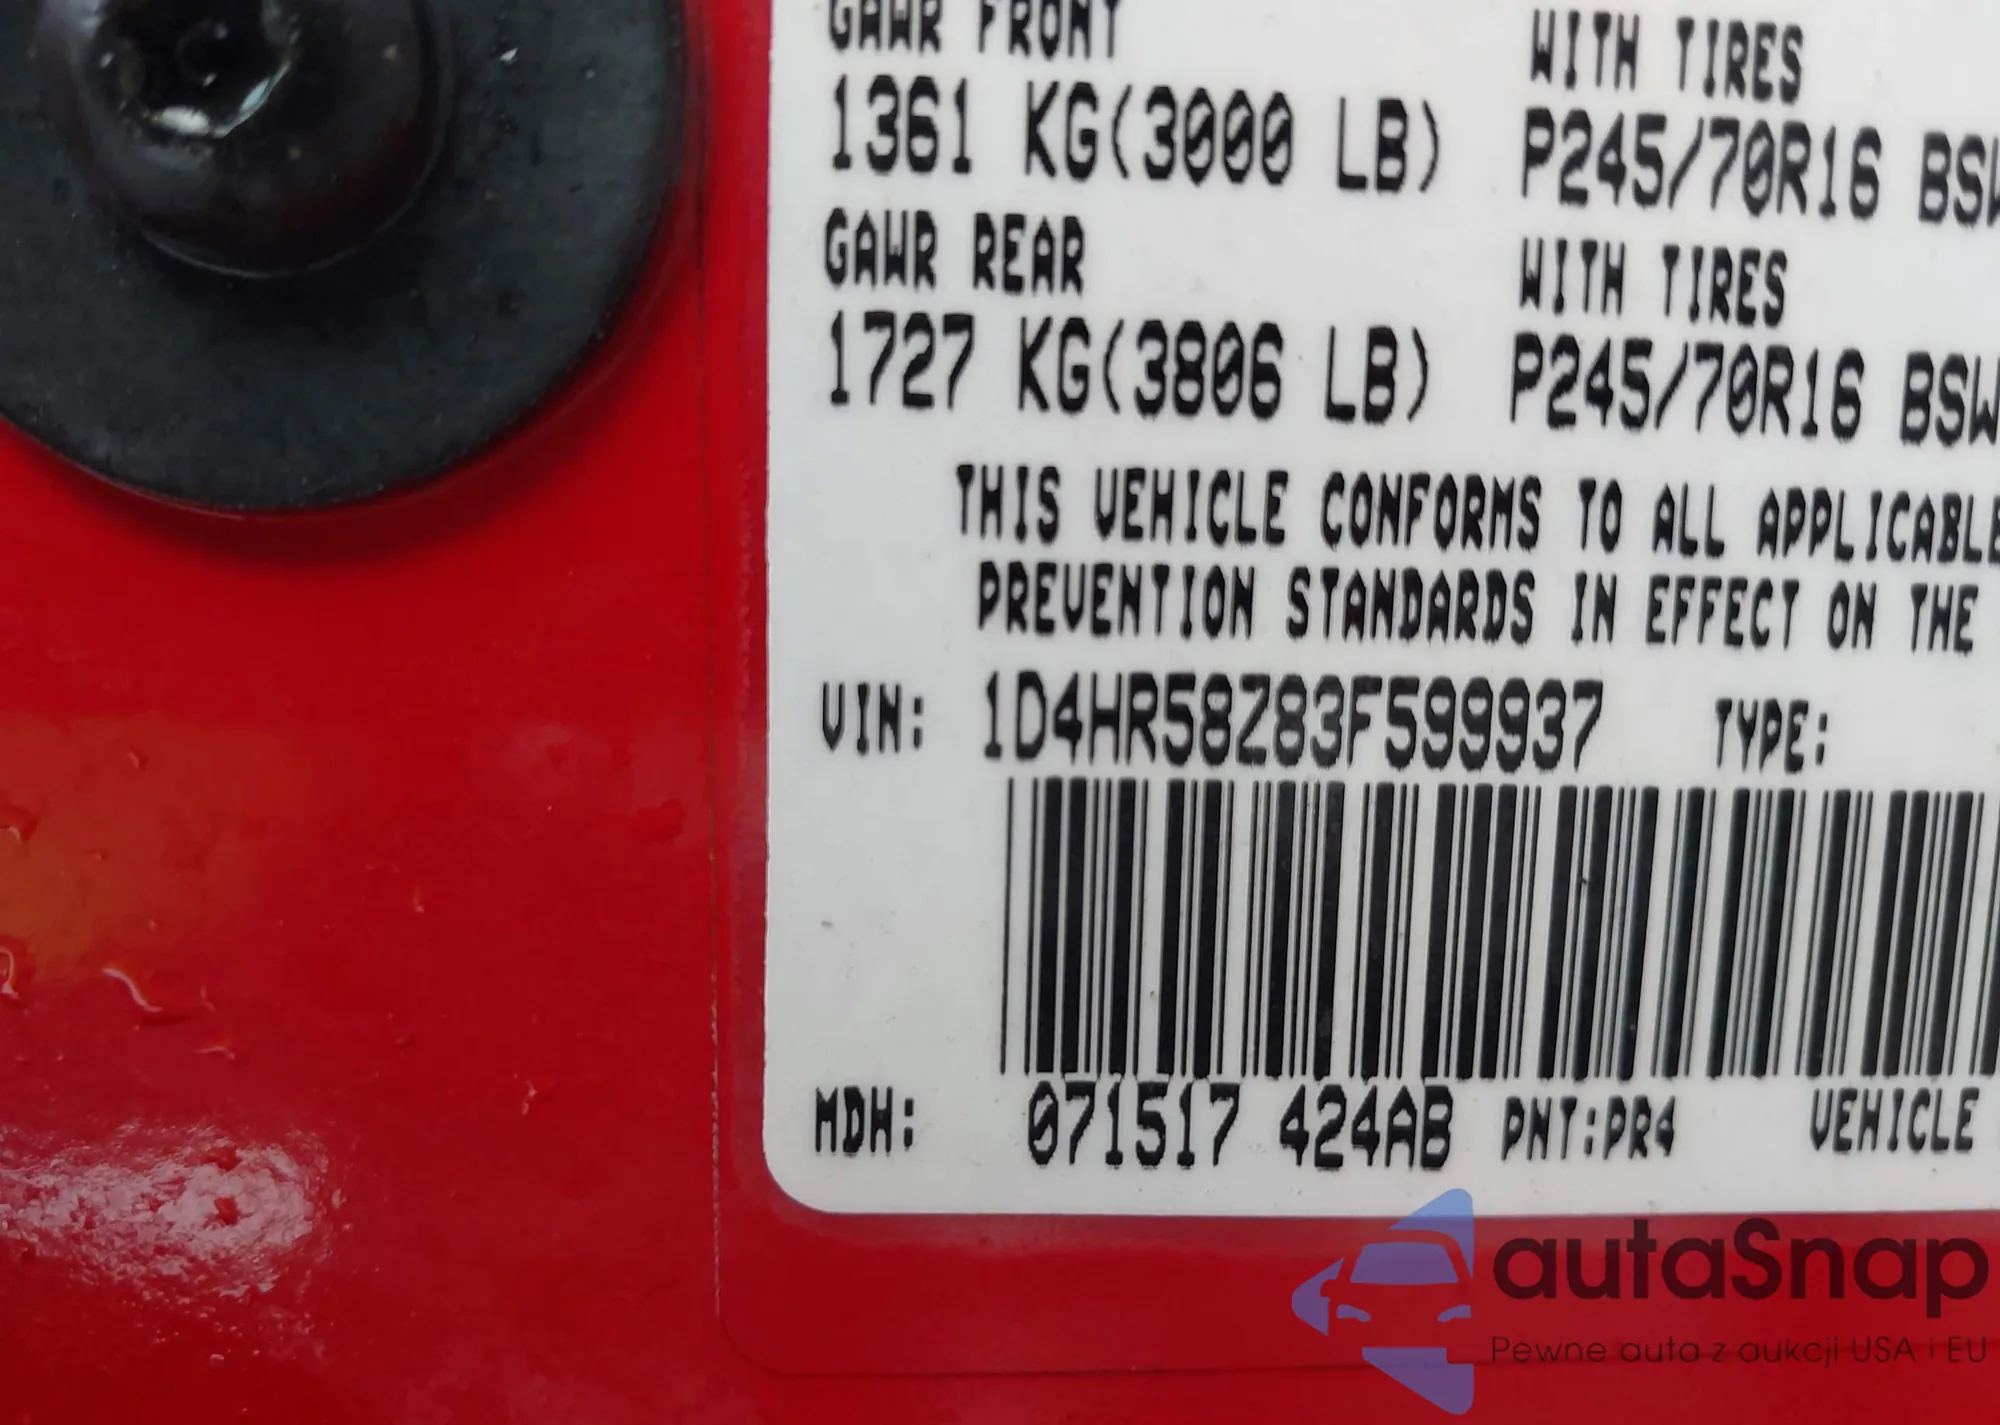 GAWR FRONT WITH TIRES
1361 KG(3000 LB) P245/70R16 BSW
GAWR REAR WITH TIRES
1727 KG(3806 LB) P245/70R16 BSW
THIS VEHICLE CONFORMS TO ALL APPLICABLE
PREVENTION STANDARDS IN EFFECT ON THE
VIN: 1D4HR58Z83F599937 TYPE:
MDH: 071517 424AB PNT:PR4 VEHICLE
autaSnap
Pewne auta z aukcji USA i EU